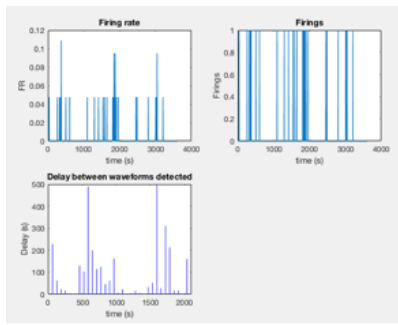 Firing rate
0.12
0.1
0.08
0.06
0.04
0.02
0
FR
0 1000 2000 3000 4000
time (s)
Firings
1
0.8
0.6
0.4
0.2
0
Firings
0 1000 2000 3000 4000
time (s)
Delay between waveforms detected
500
400
300
200
100
0
Delay (s)
0 500 1000 1500 2000
time (s)